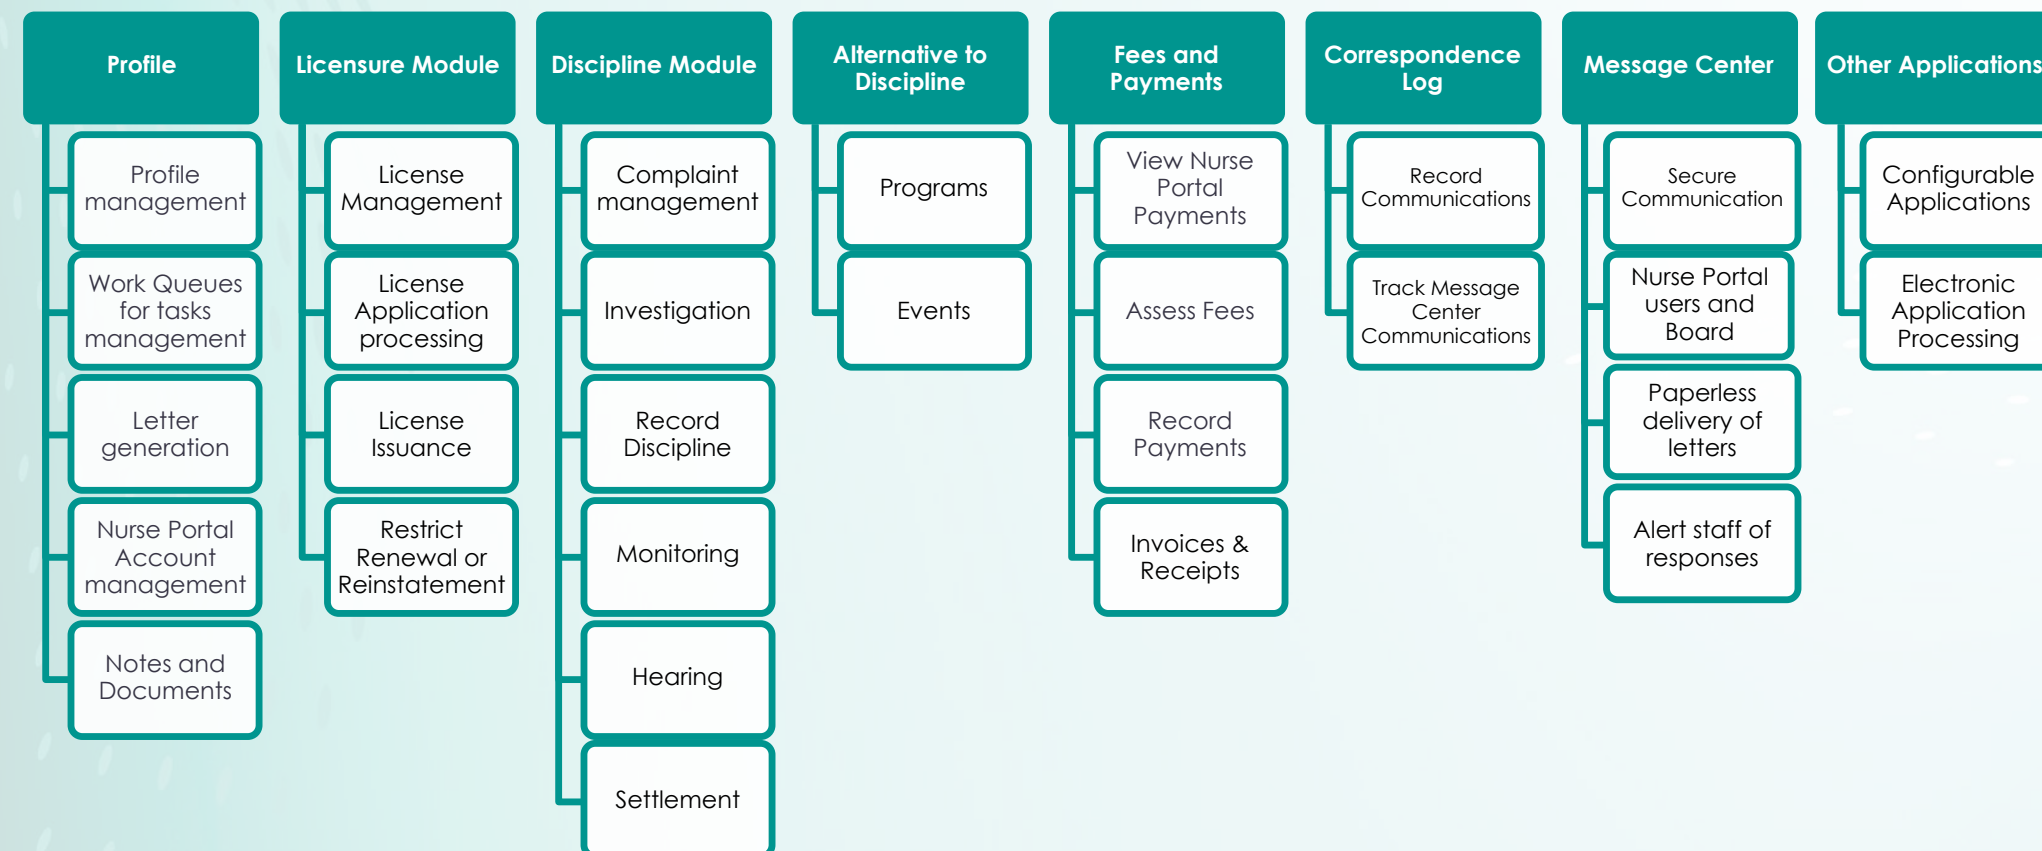 Profile
Profile
management
Work Queues
for tasks
management
Letter
generation
Nurse Portal
Account
management
Notes and
Documents
Licensure Module
License
Management
License
Application
processing
License
Issuance
Restrict
Renewal or
Reinstatement
Discipline Module
Complaint
management
Investigation
Record
Discipline
Monitoring
Hearing
Settlement
Alternative to
Discipline
Programs
Events
Fees and
Payments
View Nurse
Portal
Payments
Assess Fees
Record
Payments
Invoices &
Receipts
Correspondence
Log
Record
Communications
Track Message
Center
Communications
Message Center
Secure
Communication
Nurse Portal
users and
Board
Paperless
delivery of
letters
Alert staff of
responses
Other Applications
Configurable
Applications
Electronic
Application
Processing